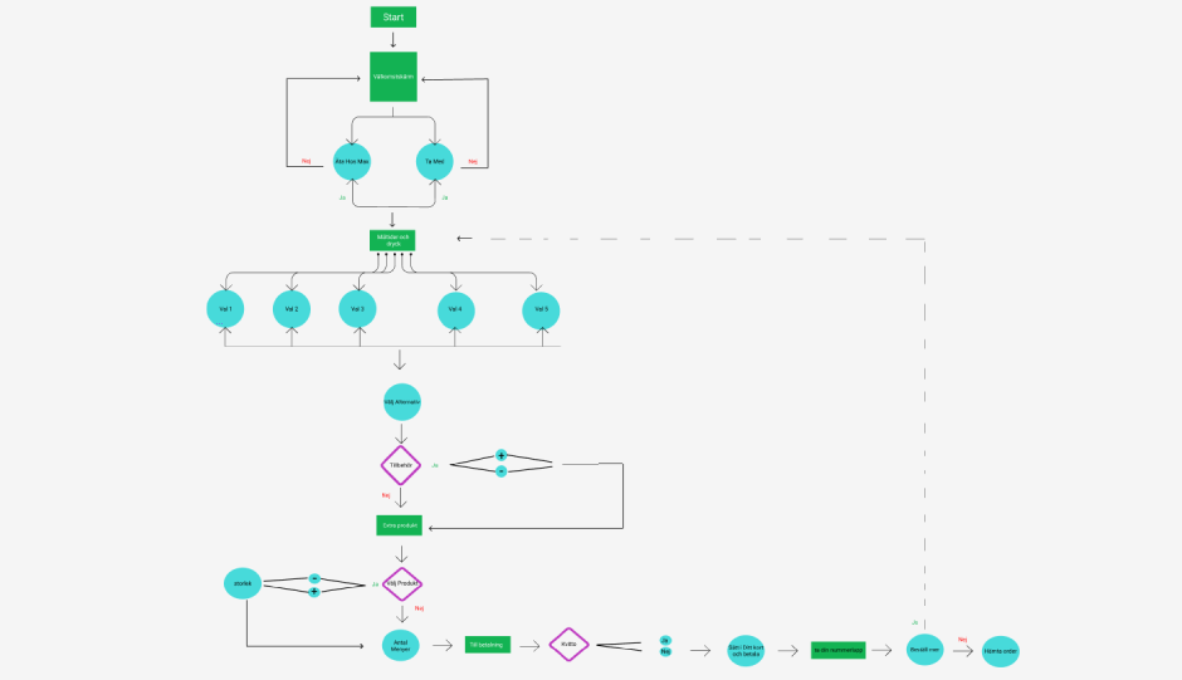 Start
Välkomstskärm
Nej
Äta Hos Max
Ta Med
Nej
Ja
Ja
Måltider och
dryck
Val 1
Val 2
Val 3
Val 4
Val 5
Välj Alternativ
Tillbehör
Ja
+
-
Nej
Extra produkt
storlek
-
+
Ja
Välj Produkt
Nej
Antal
Menyer
Till betalning
Kvitto
Ja
Nej
Sätt i Ditt kort
och betala
ta din nummerlapp
Ja
Beställ mer
Nej
Hämta order